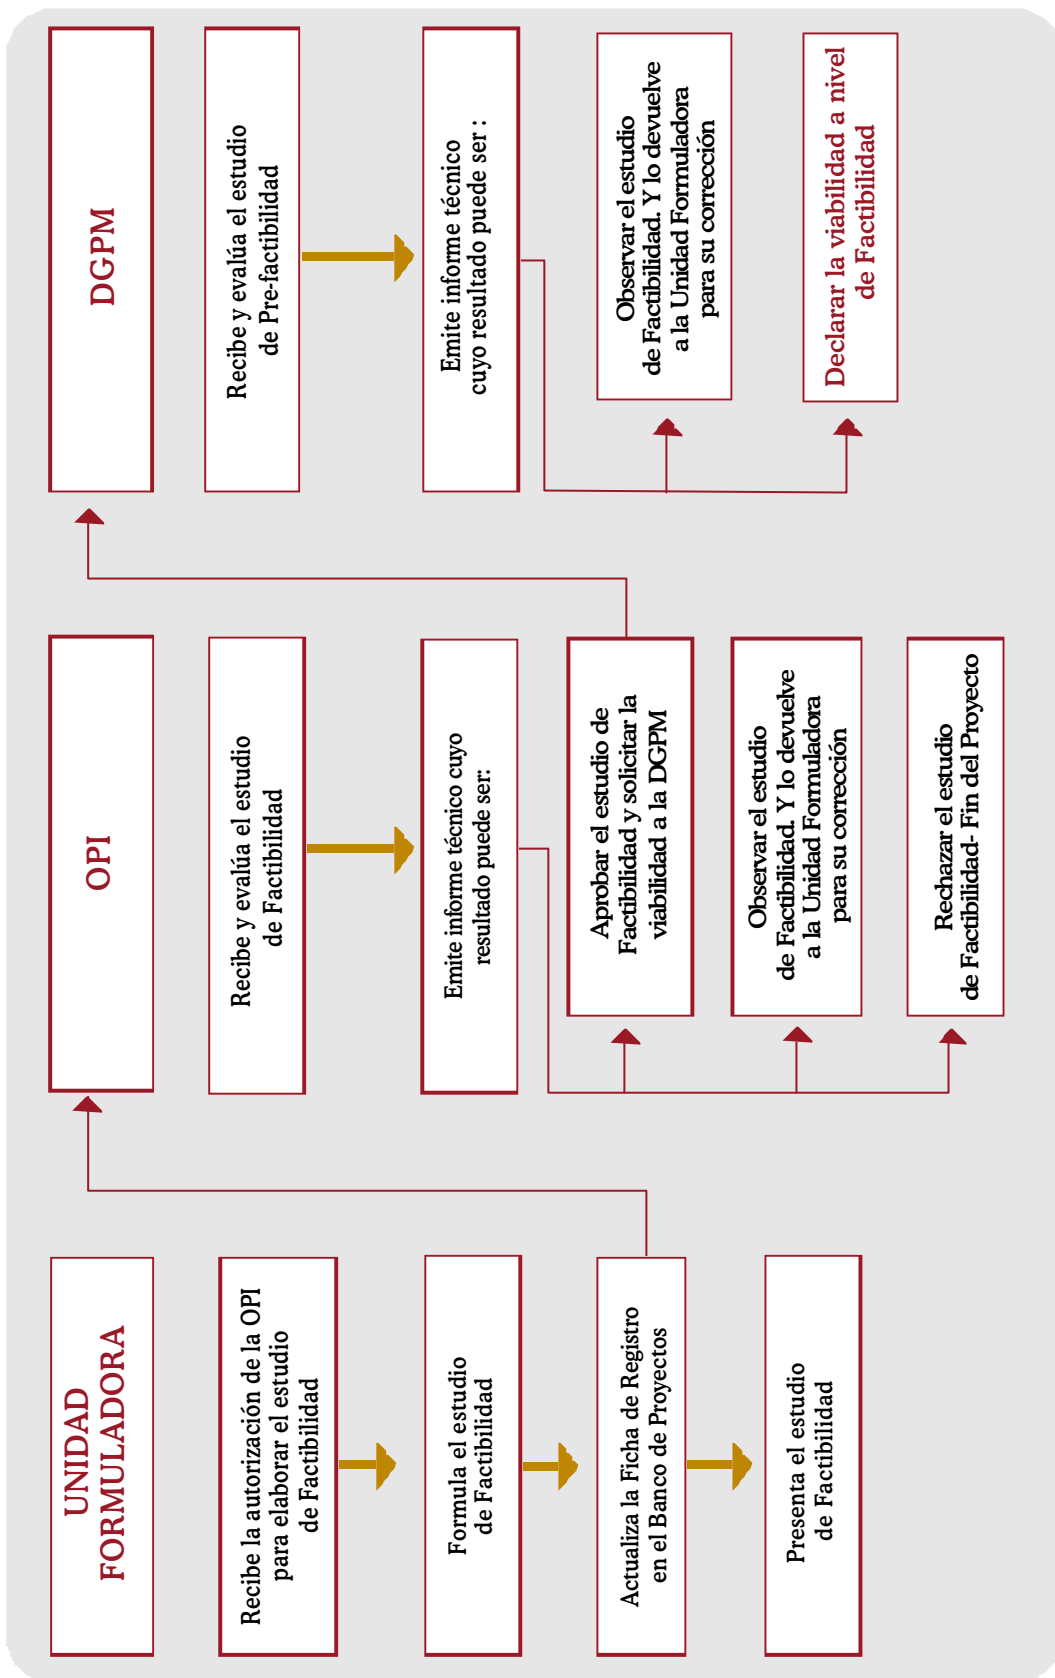 UNIDAD
FORMULADORA
Recibe la autorización de la OPI
para elaborar el estudio
de Factibilidad
Formula el estudio
de Factibilidad
Actualiza la Ficha de Registro
en el Banco de Proyectos
Presenta el estudio
de Factibilidad
OPI
Recibe y evalúa el estudio
de Factibilidad
Emite informe técnico cuyo
resultado puede ser:
Aprobar el estudio de
Factibilidad y solicitar la
viabilidad a la DGPM
Observar el estudio
de Factibilidad. Y lo devuelve
a la Unidad Formuladora
para su corrección
Rechazar el estudio
de Factibilidad- Fin del Proyecto
DGPM
Recibe y evalúa el estudio
de Pre-factibilidad
Emite informe técnico
cuyo resultado puede ser :
Observar el estudio
de Factibilidad. Y lo devuelve
a la Unidad Formuladora
para su corrección
Declarar la viabilidad a nivel
de Factibilidad